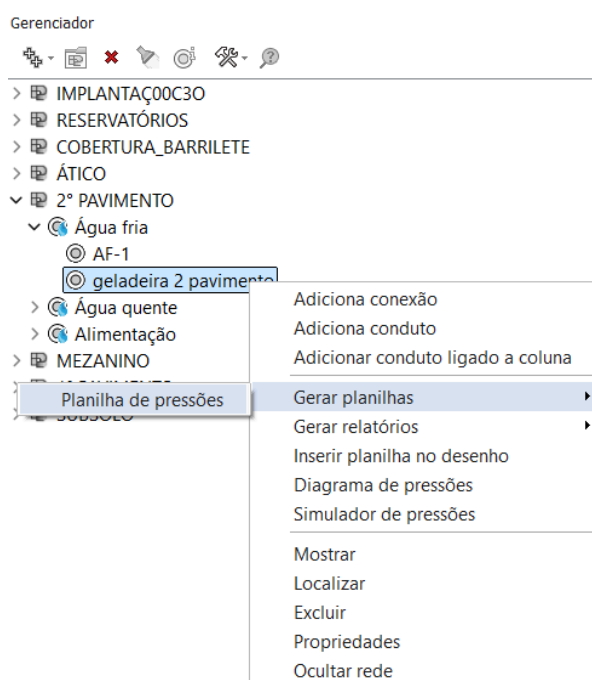 Gerenciador
IMPLANTAÇ00C3O
RESERVATÓRIOS
COBERTURA_BARRILETE
ÁTICO
2° PAVIMENTO
Água fria
AF-1
geladeira 2 pavimento
Água quente
Alimentação
MEZANINO
SUBSOLO
Planilha de pressões
Adiciona conexão
Adiciona conduto
Adicionar conduto ligado a coluna
Gerar planilhas
Gerar relatórios
Inserir planilha no desenho
Diagrama de pressões
Simulador de pressões
Mostrar
Localizar
Excluir
Propriedades
Ocultar rede